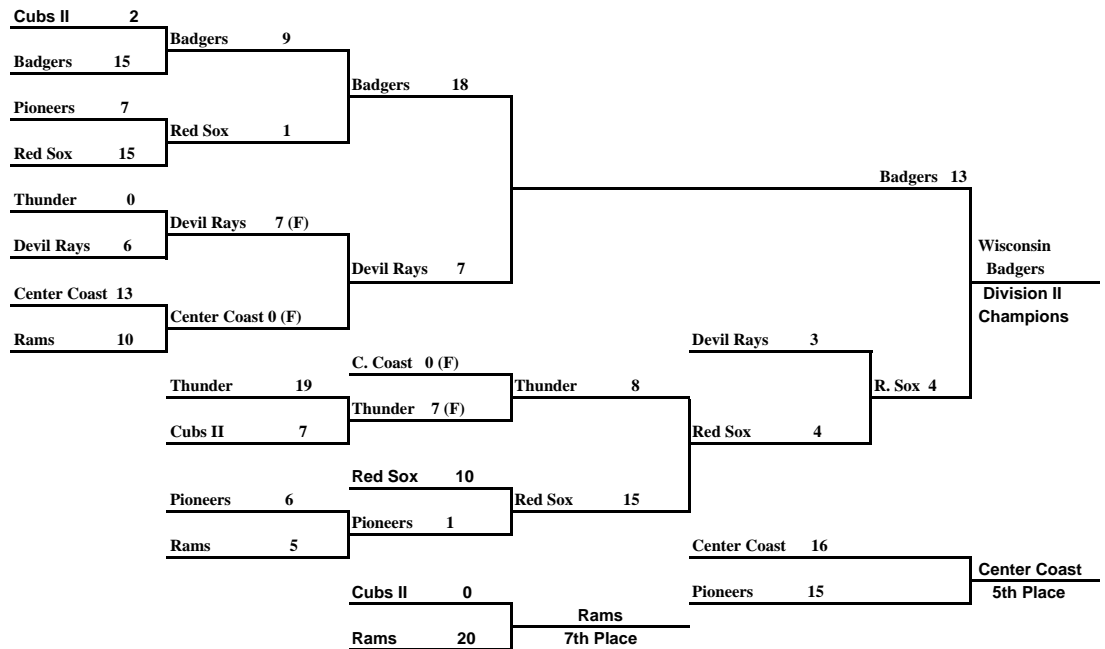 Cubs II 2
Badgers 9
Badgers 15
Badgers 18
Pioneers 7
Red Sox 1
Red Sox 15
Badgers 13
Thunder 0
Devil Rays 7 (F)
Devil Rays 6
Wisconsin
Devil Rays 7
Badgers
Center Coast 13
Division II
Center Coast 0 (F)
Champions
Rams 10
Devil Rays 3
C. Coast 0 (F)
Thunder 19
Thunder 8
R. Sox 4
Thunder 7 (F)
Cubs II 7
Red Sox 4
Red Sox 10
Pioneers 6
Red Sox 15
Pioneers 1
Rams 5
Center Coast 16
Center Coast
Cubs II 0
Pioneers 15
5th Place
Rams
Rams 20
7th Place